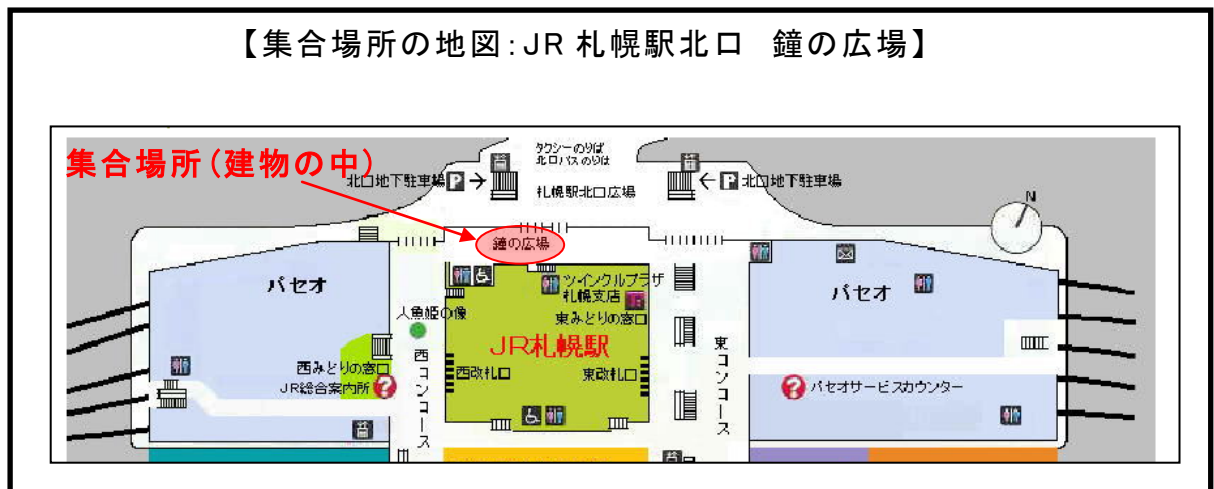 【集合場所の地図:JR 札幌駅北口　鐘の広場】
集合場所(建物の中)
タクシーのりば
北口バスのりば
北口地下駐車場 P →
← P 北口地下駐車場
札幌駅北口広場
N
鐘の広場
パセオ
ツインクルプラザ
札幌支店
パセオ
人魚姫の像
東みどりの窓口
JR札幌駅
西みどりの窓口
JR総合案内所 ?
西改札口
東改札口
西コンコース
東コンコース
? パセオサービスカウンター